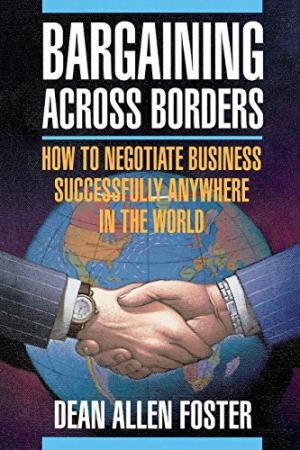 BARGAINING
ACROSS BORDERS
HOW TO NEGOTIATE BUSINESS
SUCCESSFULLY ANYWHERE
IN THE WORLD
DEAN ALLEN FOSTER